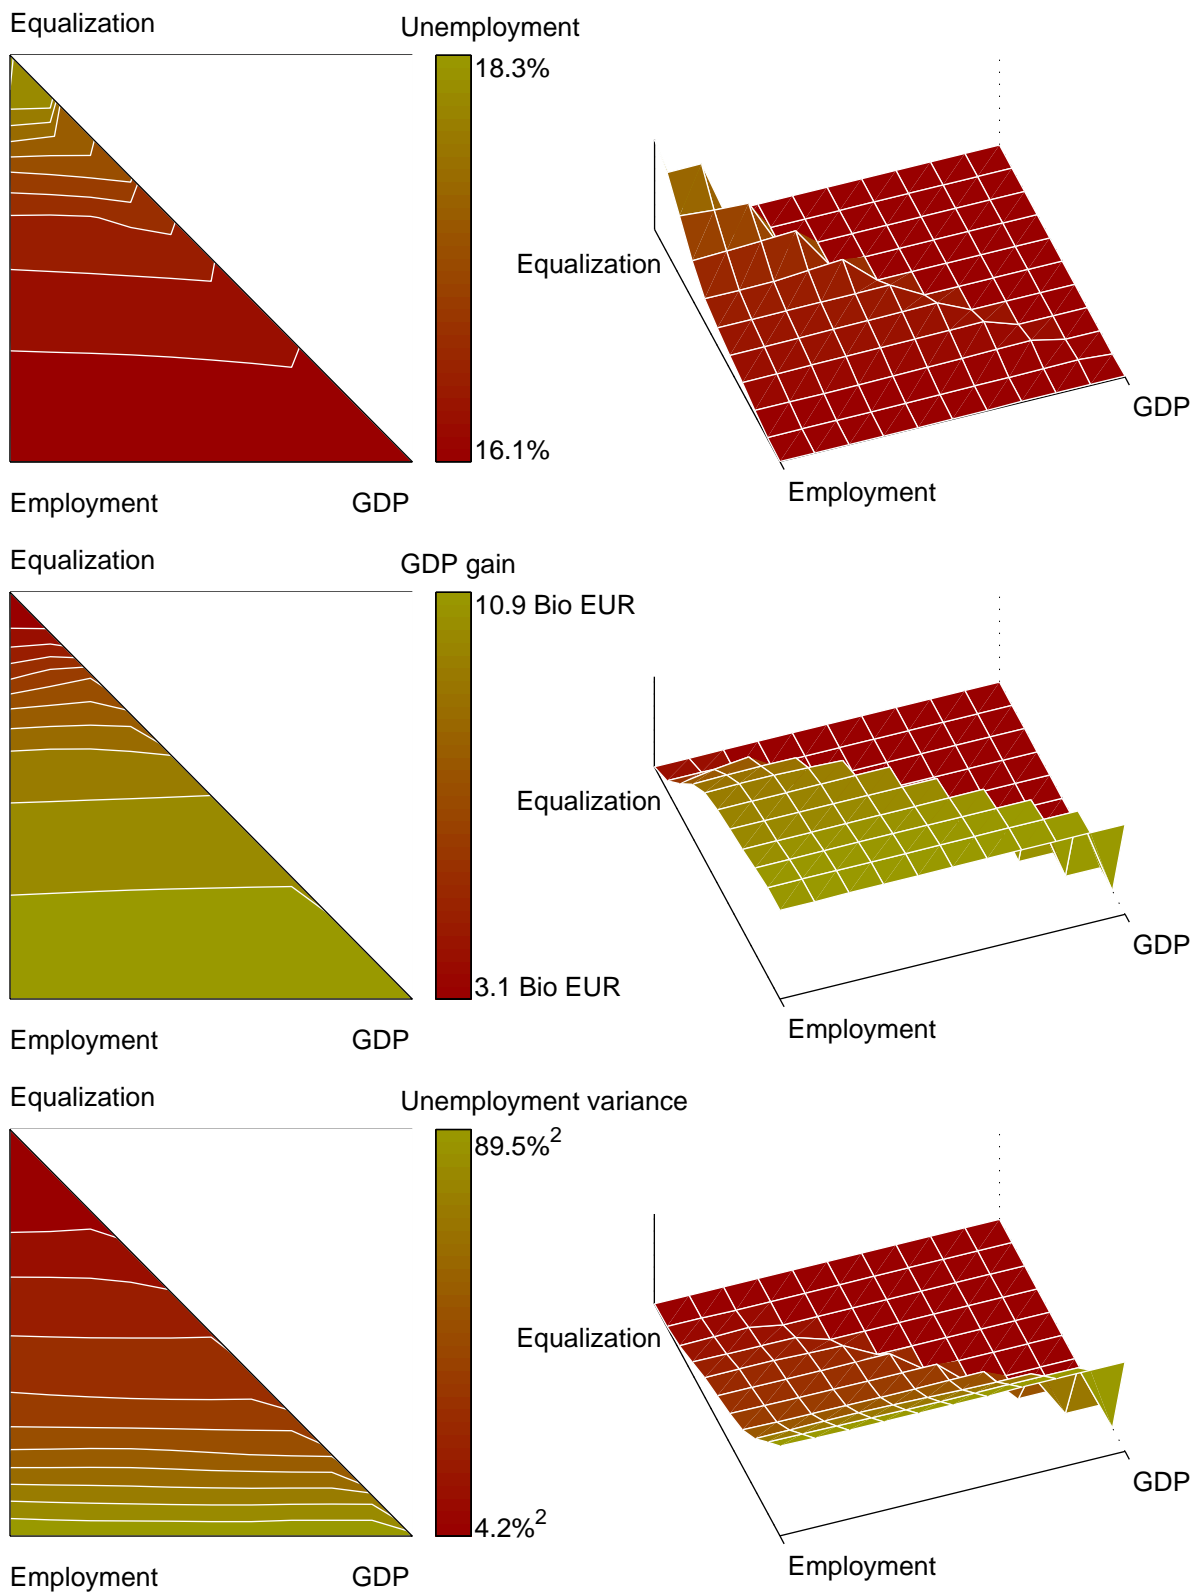 Equalization
Unemployment
18.3%
Equalization
GDP
16.1%
Employment
Employment GDP
Equalization
GDP gain
10.9 Bio EUR
Equalization
GDP
3.1 Bio EUR
Employment
Employment GDP
Equalization
Unemployment variance
89.5%²
Equalization
GDP
4.2%²
Employment
Employment GDP